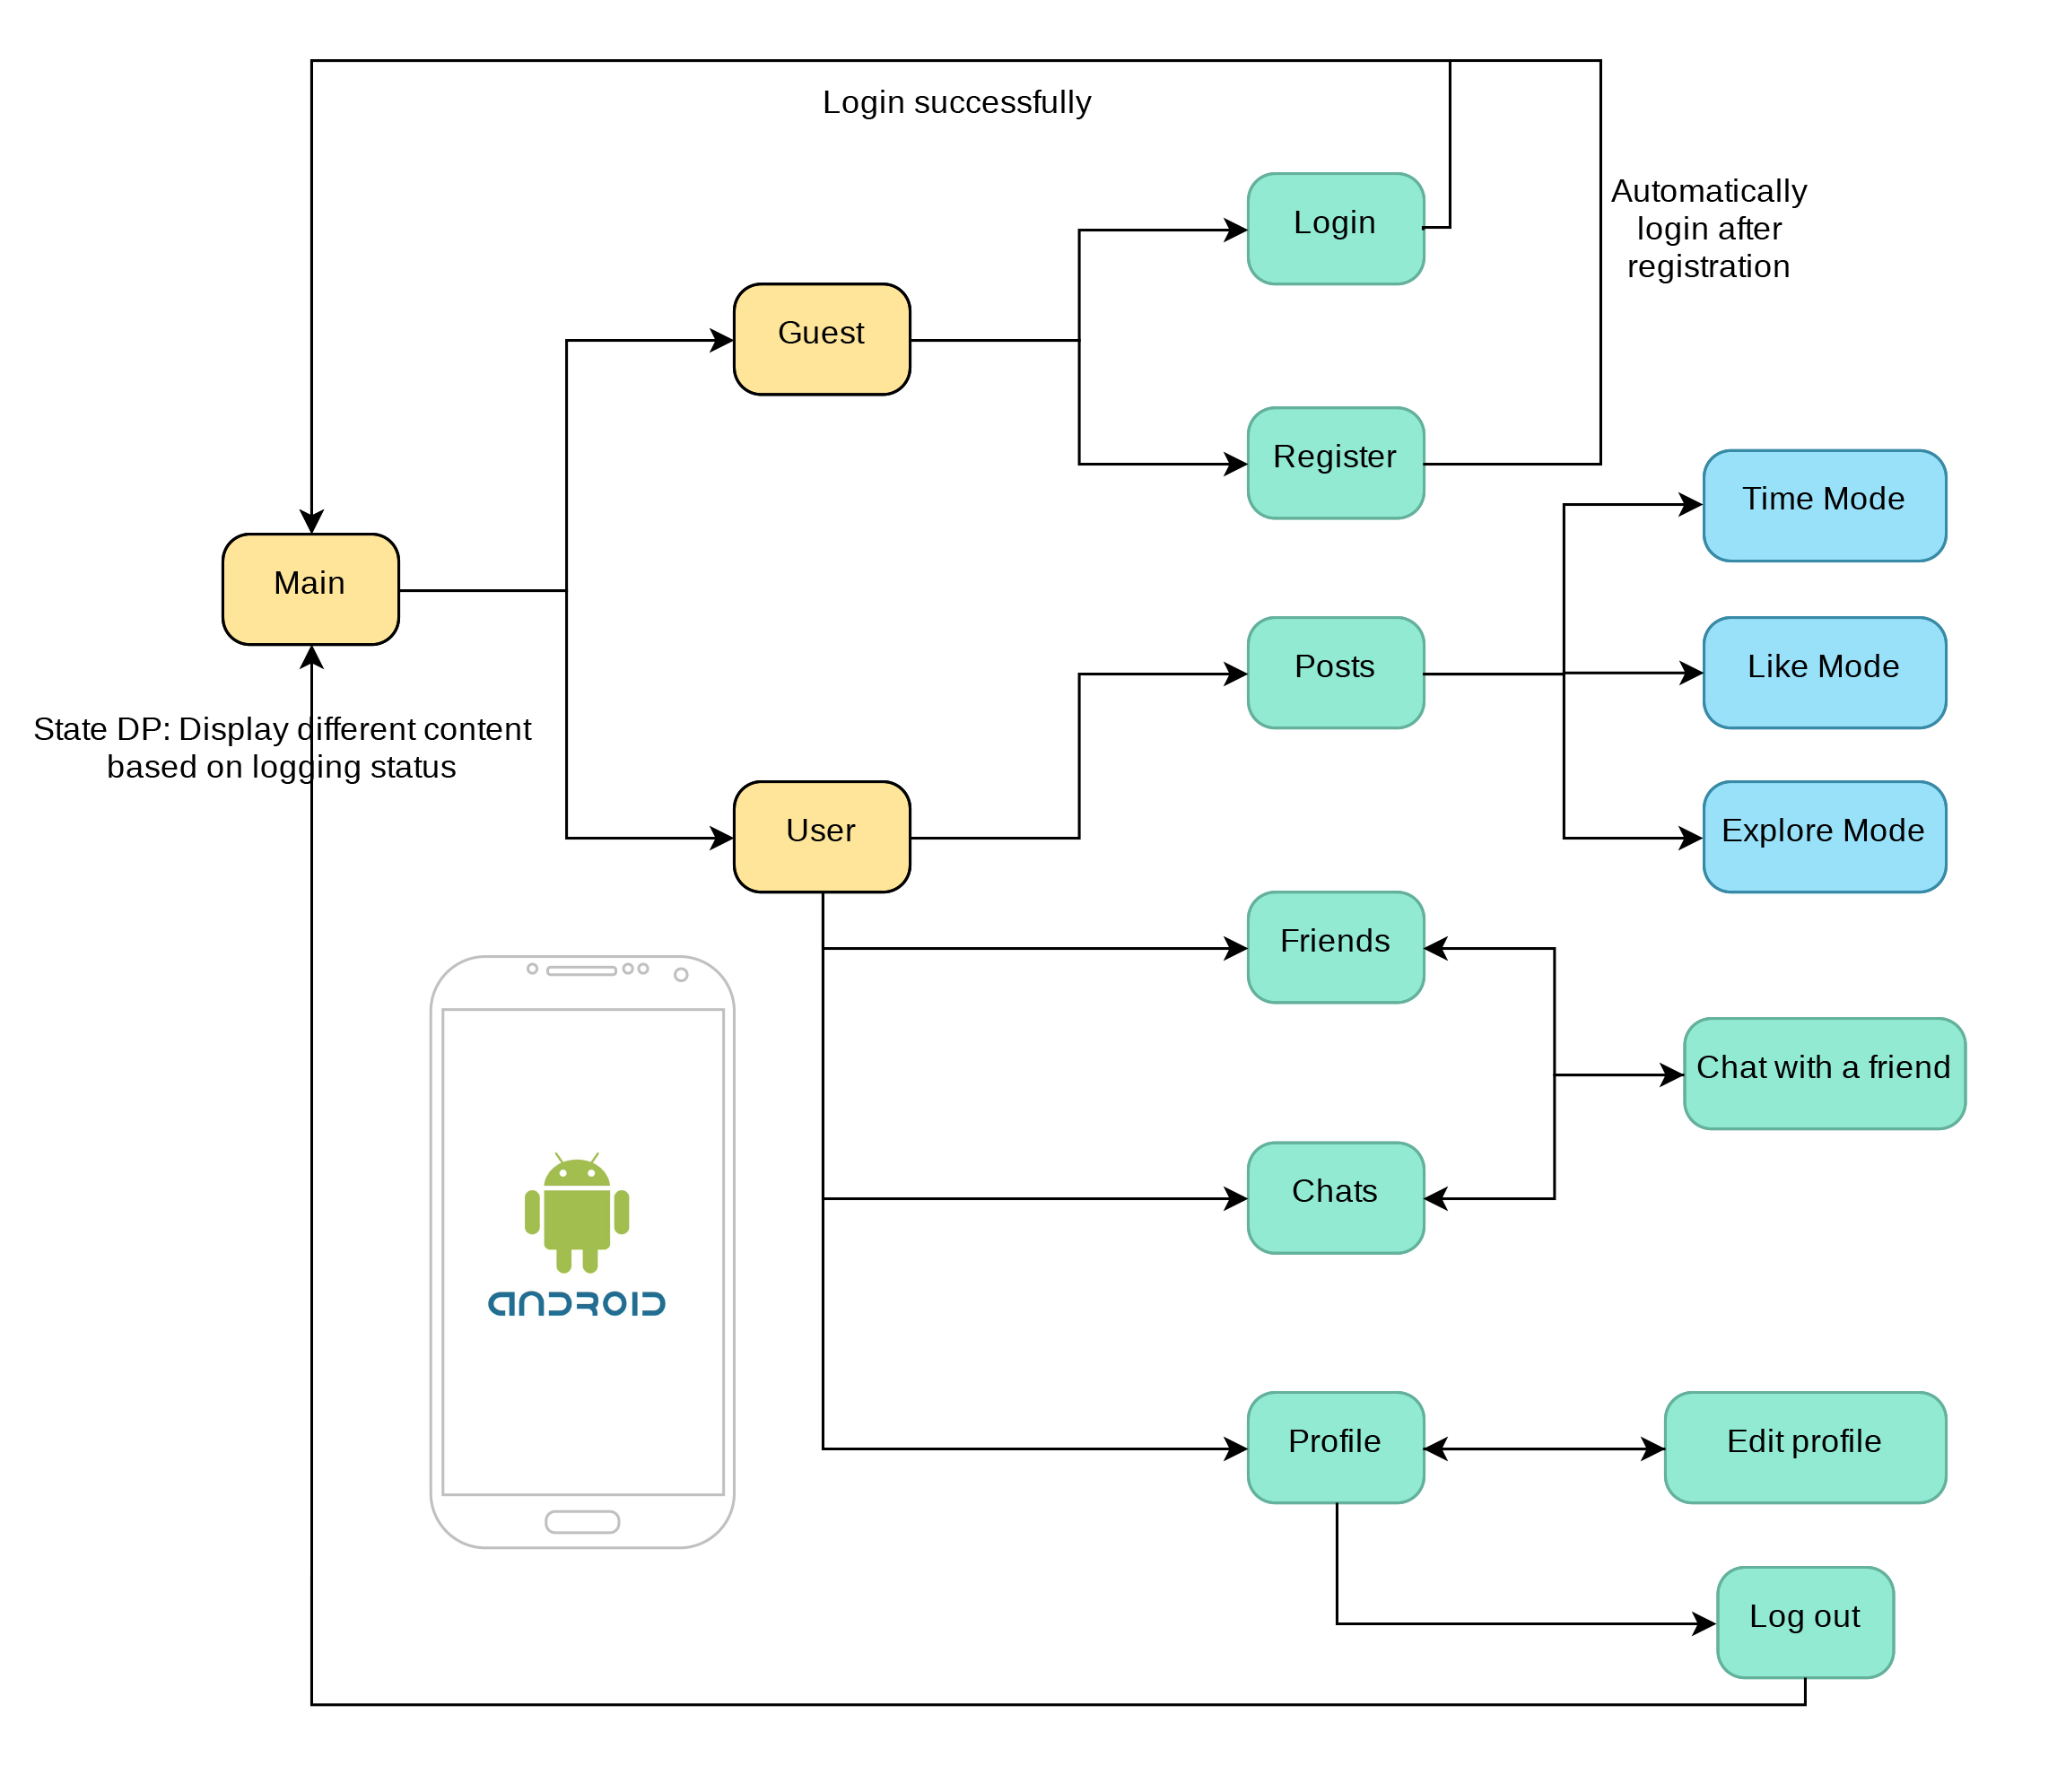 Login successfully
Login
Automatically
login after
registration
Guest
Register
Time Mode
Main
Posts
Like Mode
State DP: Display different content
based on logging status
User
Explore Mode
Friends
Chat with a friend
Chats
ANDROID
Profile
Edit profile
Log out